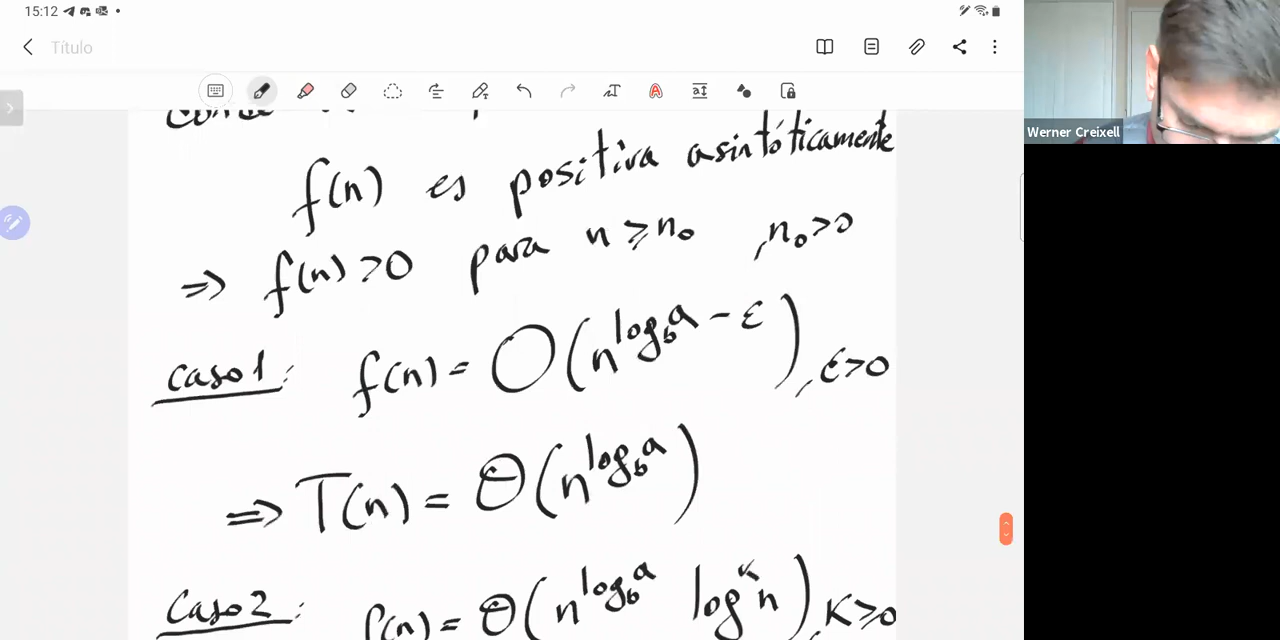 15:12
Título
Werner Creixell
f(n) es positiva asintóticamente
⇒ f(n) > 0 para n ≥ n₀ , n₀ > 0
caso 1: f(n) = O(n^{log_b a - ε}), ε > 0
⇒ T(n) = Θ(n^{log_b a})
caso 2: f(n) = Θ(n^{log_b a} log^k n), k ≥ 0